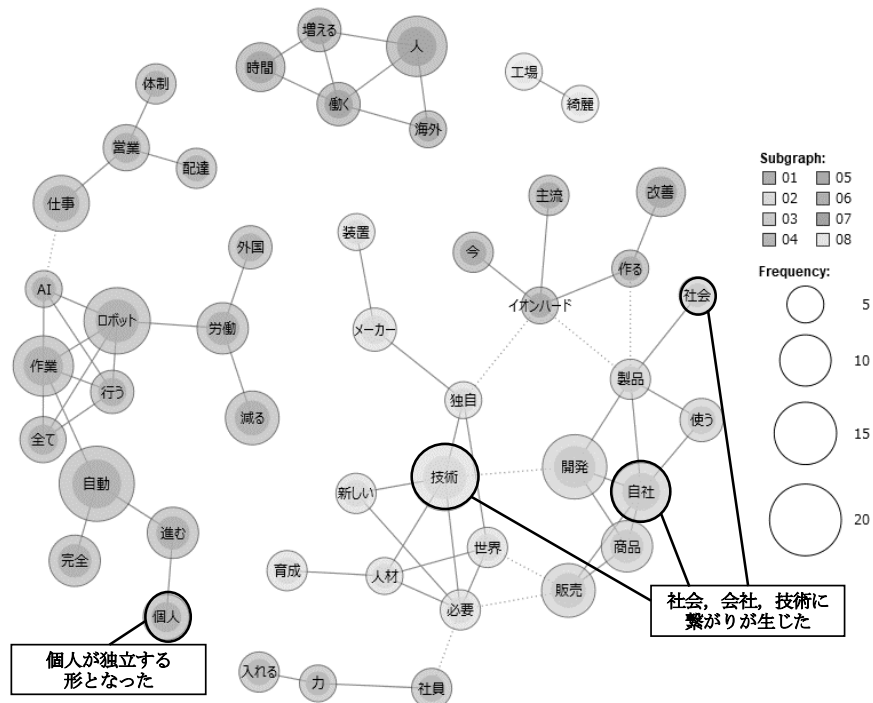 増える
人
時間
働く
海外
工場
綺麗
体制
営業
配達
仕事
AI
ロボット
作業
行う
全て
外国
労働
減る
自動
完全
進む
個人
装置
メーカー
独自
技術
新しい
世界
人材
育成
必要
入れる
力
社員
主流
今
イオンハード
作る
改善
社会
製品
使う
開発
自社
商品
販売
Subgraph:
01 05
02 06
03 07
04 08
Frequency:
5
10
15
20
個人が独立する
形となった
社会，会社，技術に
繋がりが生じた